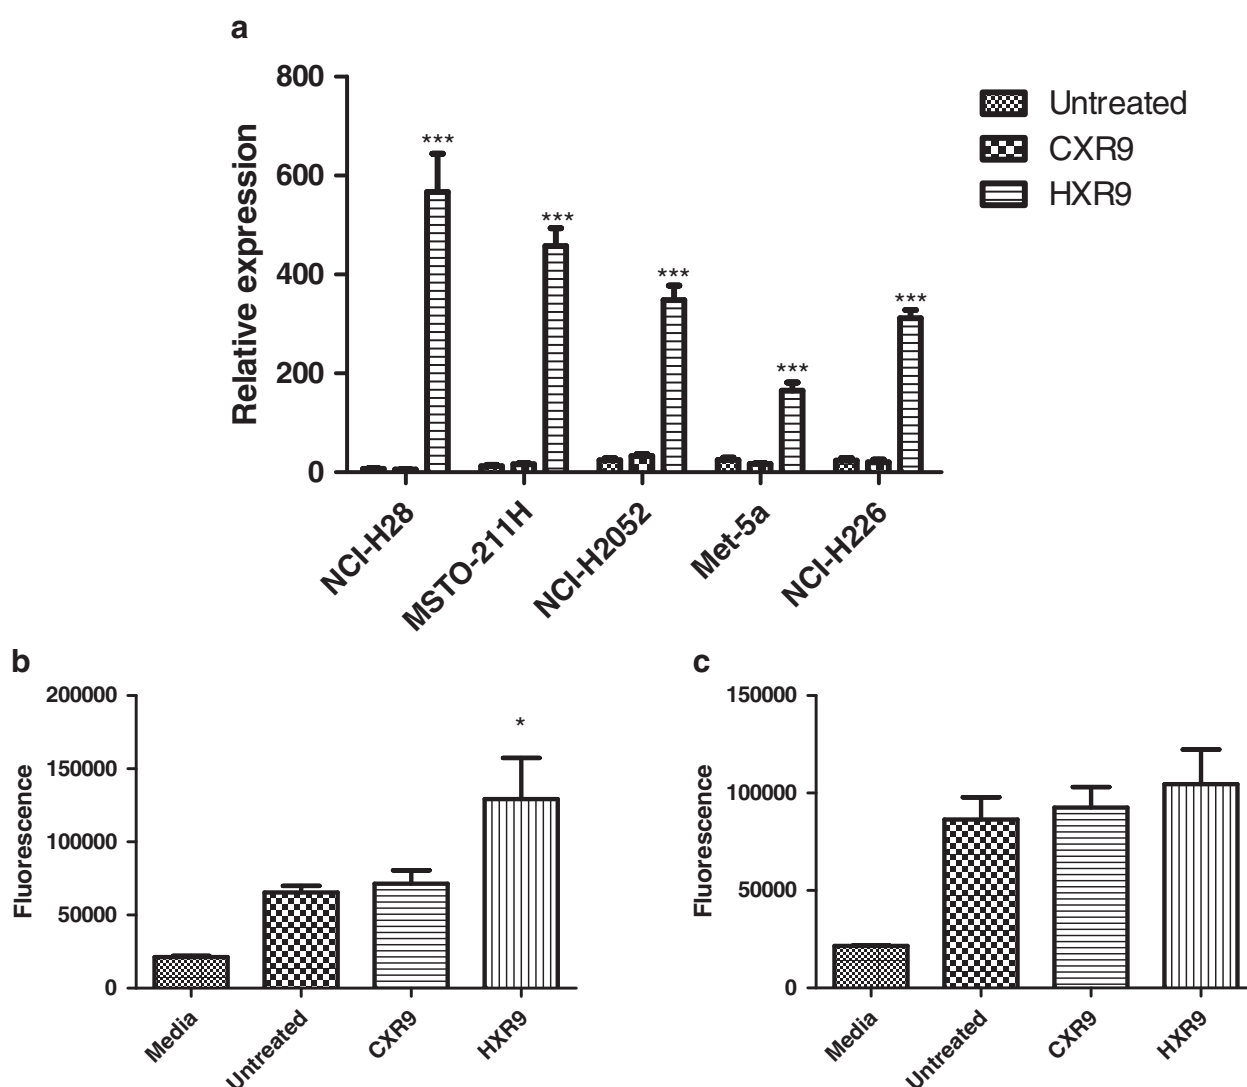 a
800
600
400
200
0
Relative expression
***
***
***
***
***
Untreated
CXR9
HXR9
NCI-H28
MSTO-211H
NCI-H2052
Met-5a
NCI-H226
b
200000
150000
100000
50000
0
Fluorescence
*
Media
Untreated
CXR9
HXR9
c
150000
100000
50000
0
Fluorescence
Media
Untreated
CXR9
HXR9